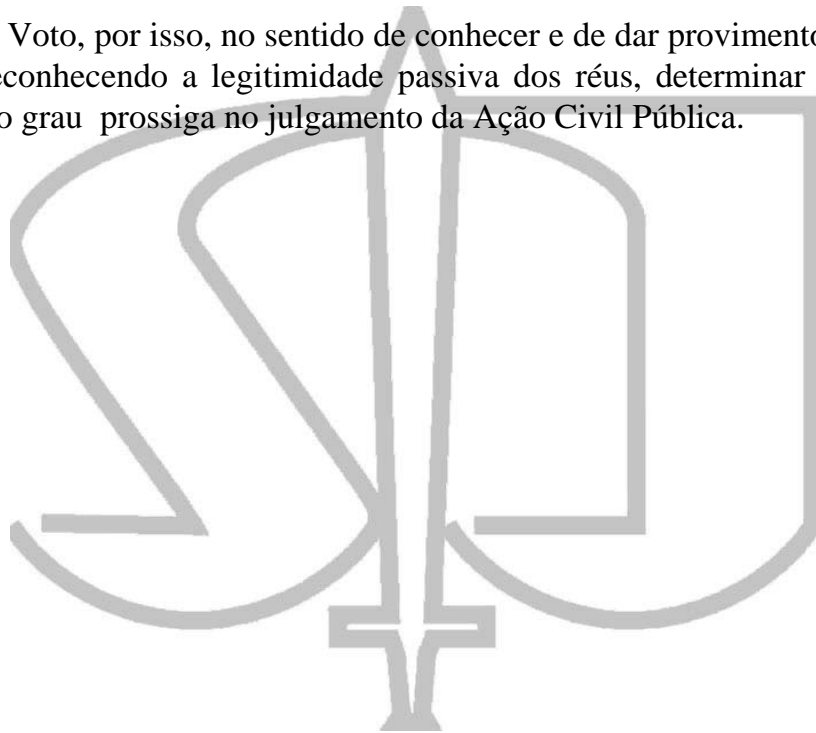 Voto, por isso, no sentido de conhecer e de dar provimento
econhecendo a legitimidade passiva dos réus, determinar
o grau prossiga no julgamento da Ação Civil Pública.